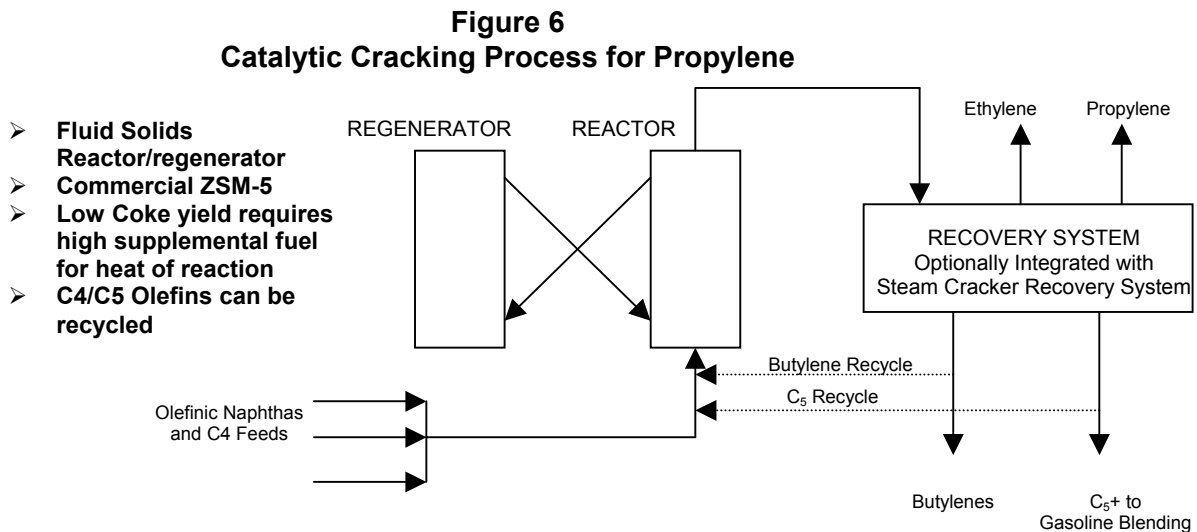 Figure 6
Catalytic Cracking Process for Propylene
➢ Fluid Solids
Reactor/regenerator
➢ Commercial ZSM-5
➢ Low Coke yield requires
high supplemental fuel
for heat of reaction
➢ C4/C5 Olefins can be
recycled
REGENERATOR
REACTOR
Ethylene
Propylene
RECOVERY SYSTEM
Optionally Integrated with
Steam Cracker Recovery System
Butylene Recycle
C₅ Recycle
Olefinic Naphthas
and C4 Feeds
Butylenes
C₅+ to
Gasoline Blending